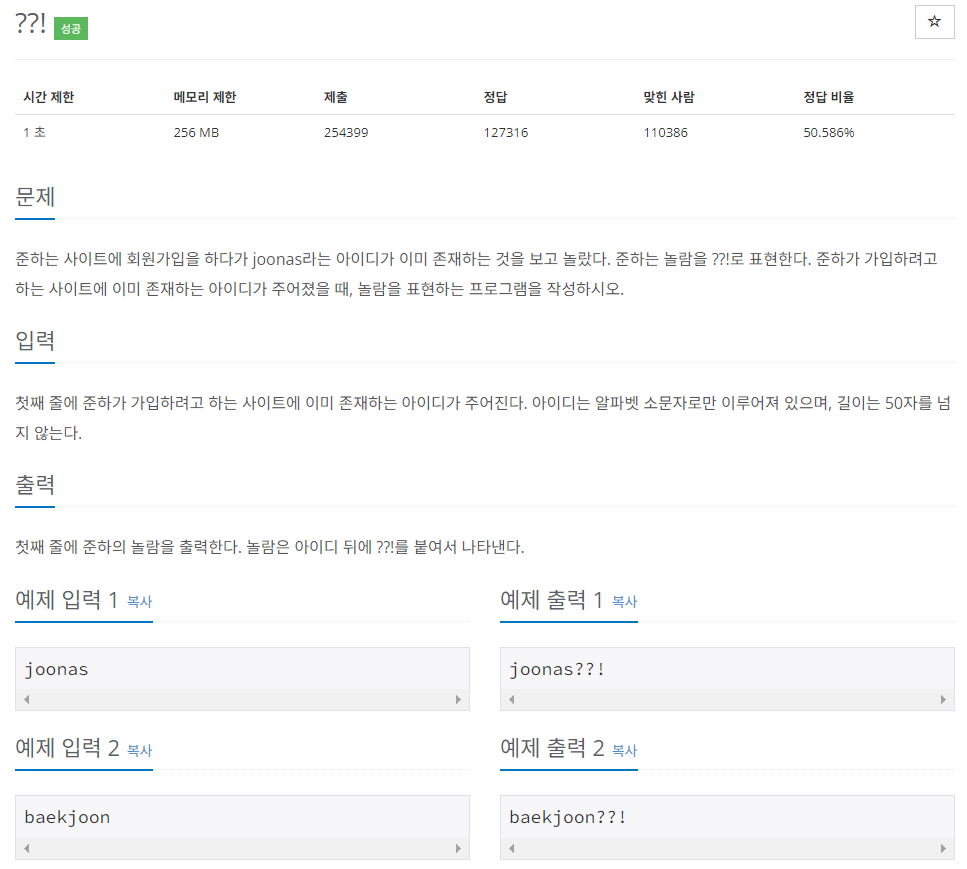 ??! 성공
☆
시간 제한 메모리 제한 제출 정답 맞힌 사람 정답 비율
1 초 256 MB 254399 127316 110386 50.586%
문제
준하는 사이트에 회원가입을 하다가 joonas라는 아이디가 이미 존재하는 것을 보고 놀랐다. 준하는 놀람을 ??!로 표현한다. 준하가 가입하려고
하는 사이트에 이미 존재하는 아이디가 주어졌을 때, 놀람을 표현하는 프로그램을 작성하시오.
입력
첫째 줄에 준하가 가입하려고 하는 사이트에 이미 존재하는 아이디가 주어진다. 아이디는 알파벳 소문자로만 이루어져 있으며, 길이는 50자를 넘
지 않는다.
출력
첫째 줄에 준하의 놀람을 출력한다. 놀람은 아이디 뒤에 ??!를 붙여서 나타낸다.
예제 입력 1 복사
joonas
예제 출력 1 복사
joonas??!
예제 입력 2 복사
baekjoon
예제 출력 2 복사
baekjoon??!